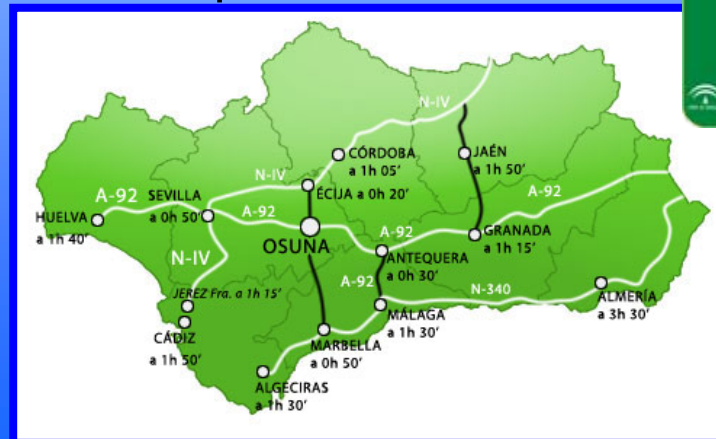 N-IV
CÓRDOBA
a 1h 05′
JAÉN
a 1h 50′
N-IV
ÉCIJA a 0h 20′
A-92
SEVILLA
a 0h 50′
A-92
HUELVA
a 1h 40′
A-92
OSUNA
A-92
GRANADA
a 1h 15′
N-IV
ANTEQUERA
a 0h 30′
A-92
JEREZ Fra. a 1h 15′
N-340
ALMERÍA
a 3h 30′
MÁLAGA
a 1h 30′
CÁDIZ
a 1h 50′
MARBELLA
a 0h 50′
ALGECIRAS
a 1h 30′